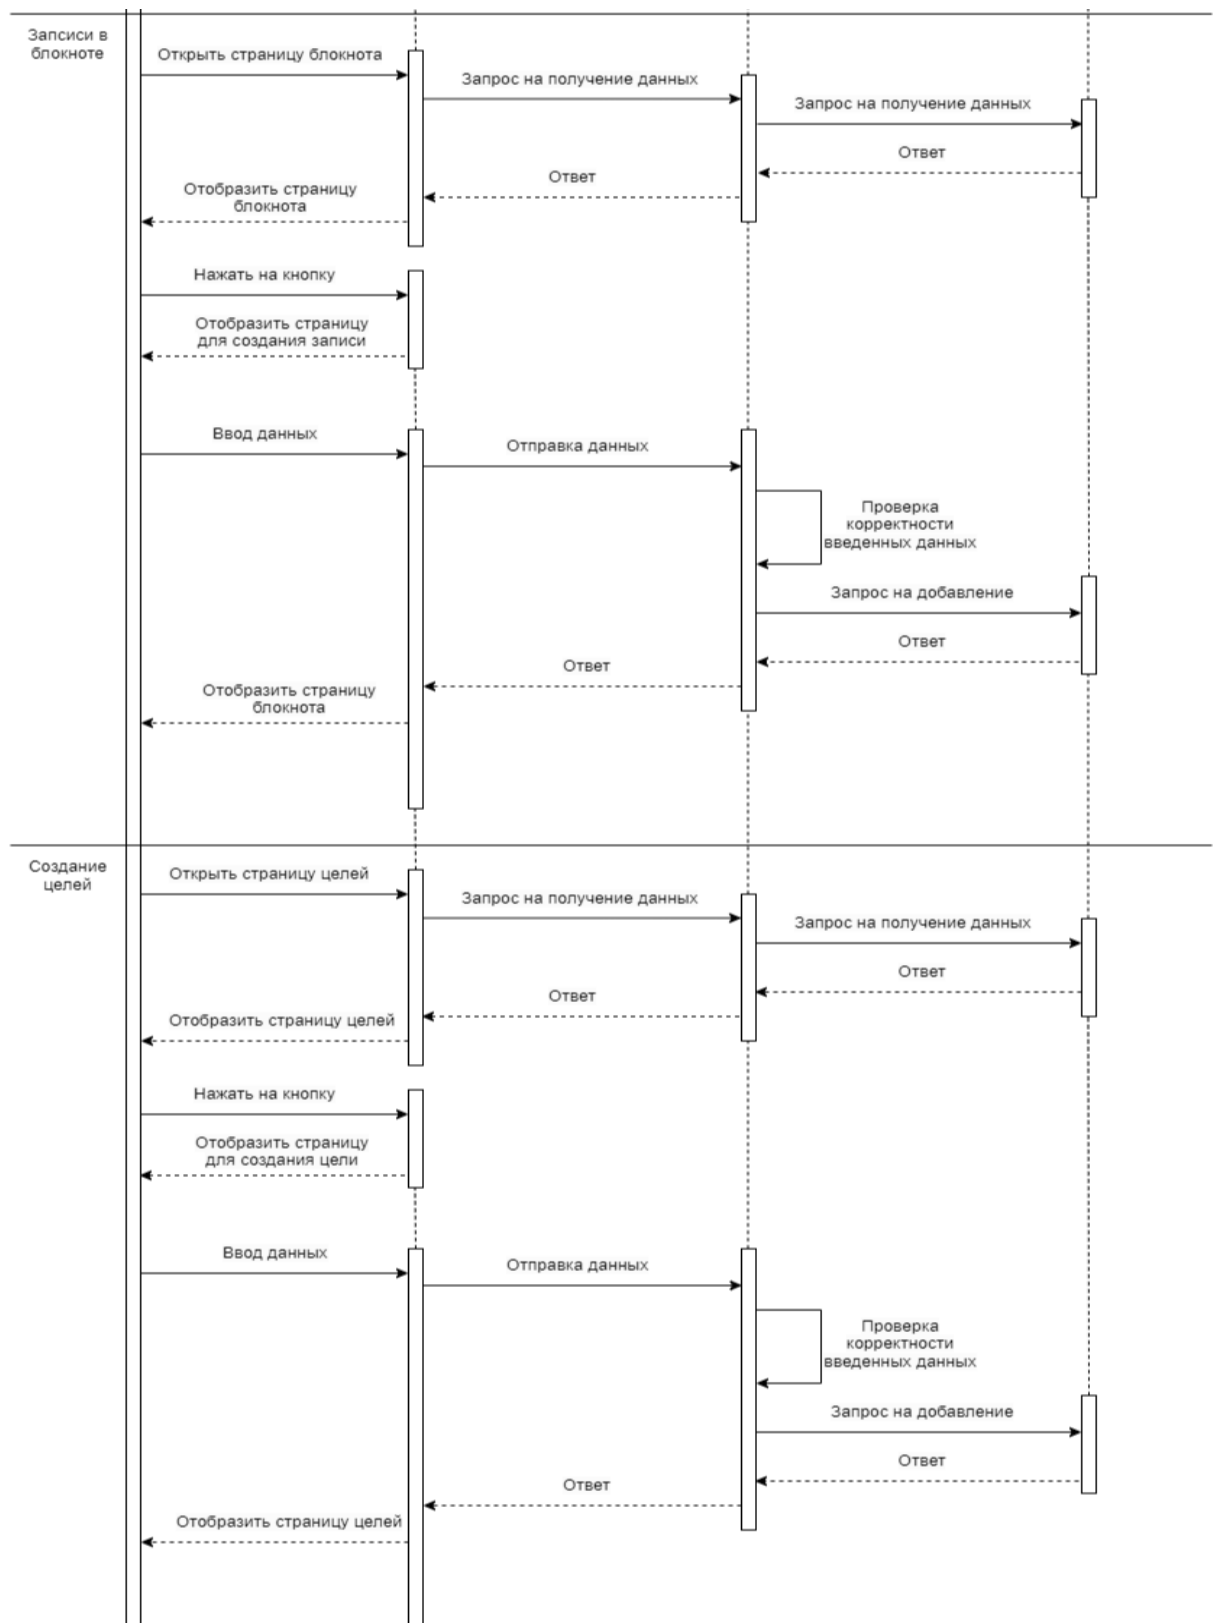 Запсиси в
блокноте
Открыть страницу блокнота
Запрос на получение данных
Запрос на получение данных
Ответ
Ответ
Отобразить страницу
блокнота
Нажать на кнопку
Отобразить страницу
для создания записи
Ввод данных
Отправка данных
Проверка
корректности
введенных данных
Запрос на добавление
Ответ
Ответ
Отобразить страницу
блокнота
Создание
целей
Открыть страницу целей
Запрос на получение данных
Запрос на получение данных
Ответ
Ответ
Отобразить страницу целей
Нажать на кнопку
Отобразить страницу
для создания цели
Ввод данных
Отправка данных
Проверка
корректности
введенных данных
Запрос на добавление
Ответ
Ответ
Отобразить страницу целей